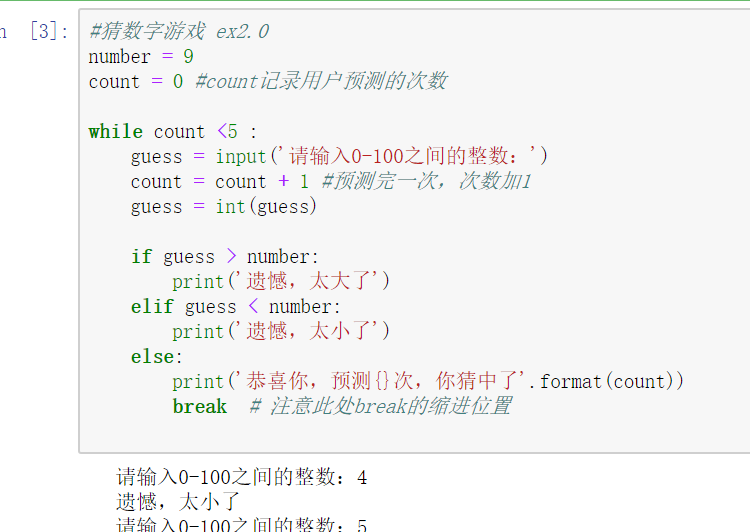 n [3]: #猜数字游戏 ex2.0
number = 9
count = 0 #count记录用户预测的次数
while count <5 :
guess = input('请输入0-100之间的整数：')
count = count + 1 #预测完一次，次数加1
guess = int(guess)
if guess > number:
print('遗憾，太大了')
elif guess < number:
print('遗憾，太小了')
else:
print('恭喜你，预测{}次，你猜中了'.format(count))
break # 注意此处break的缩进位置
请输入0-100之间的整数：4
遗憾，太小了
请输入0-100之间的整数：5